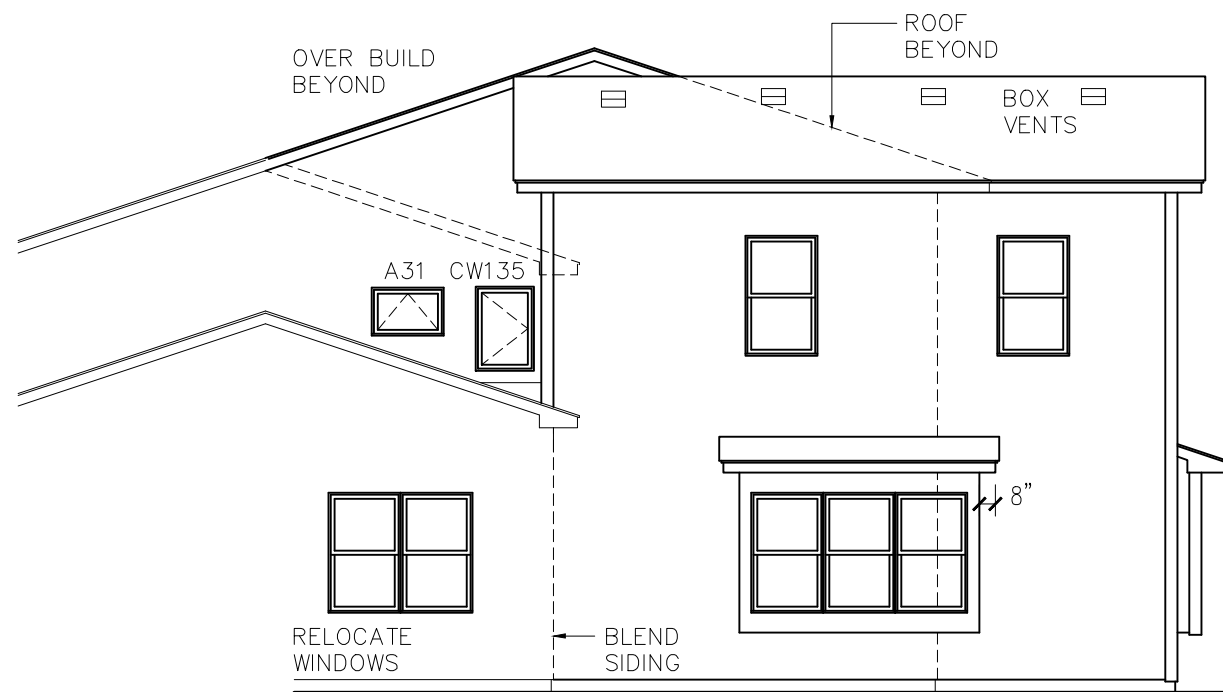 ROOF
BEYOND
OVER BUILD
BEYOND
BOX
VENTS
A31
CW135
8"
RELOCATE
WINDOWS
BLEND
SIDING